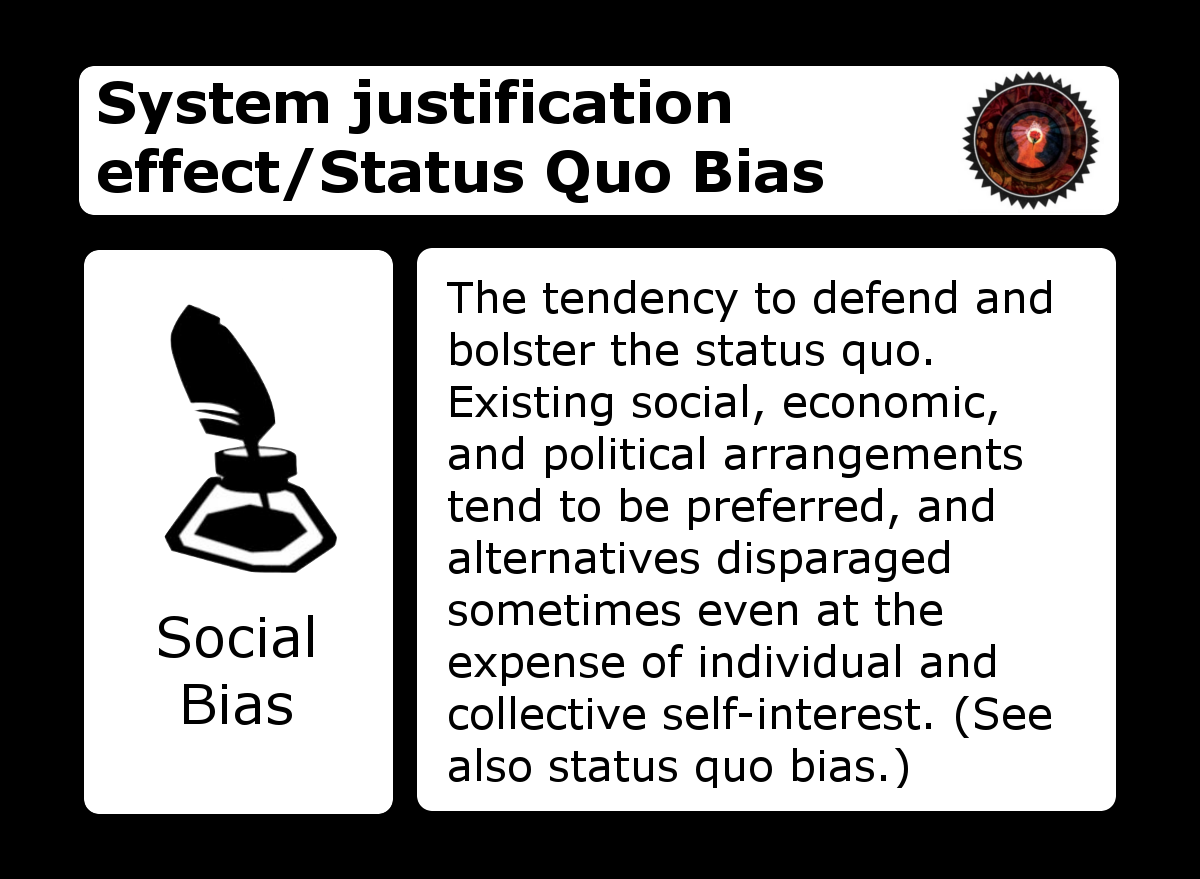 System justification
effect/Status Quo Bias
Social
Bias
The tendency to defend and
bolster the status quo.
Existing social, economic,
and political arrangements
tend to be preferred, and
alternatives disparaged
sometimes even at the
expense of individual and
collective self-interest. (See
also status quo bias.)